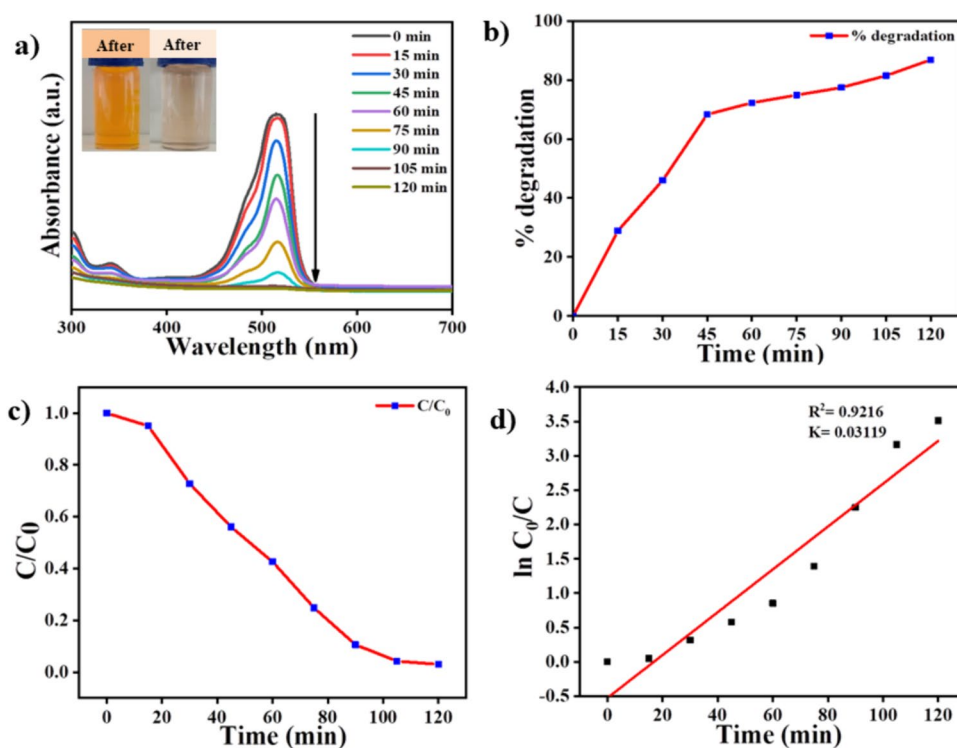 a)
After After
0 min
15 min
30 min
45 min
60 min
75 min
90 min
105 min
120 min
Absorbance (a.u.)
300 400 500 600 700
Wavelength (nm)
b)
% degradation
100
80
60
40
20
0
% degradation
0 15 30 45 60 75 90 105 120
Time (min)
c)
C/C₀
1.0
0.8
0.6
0.4
0.2
0.0
C/C0
0 20 40 60 80 100 120
Time (min)
d)
R²= 0.9216
K= 0.03119
4.0
3.5
3.0
2.5
2.0
1.5
1.0
0.5
0.0
-0.5
ln C₀/C
0 20 40 60 80 100 120
Time (min)